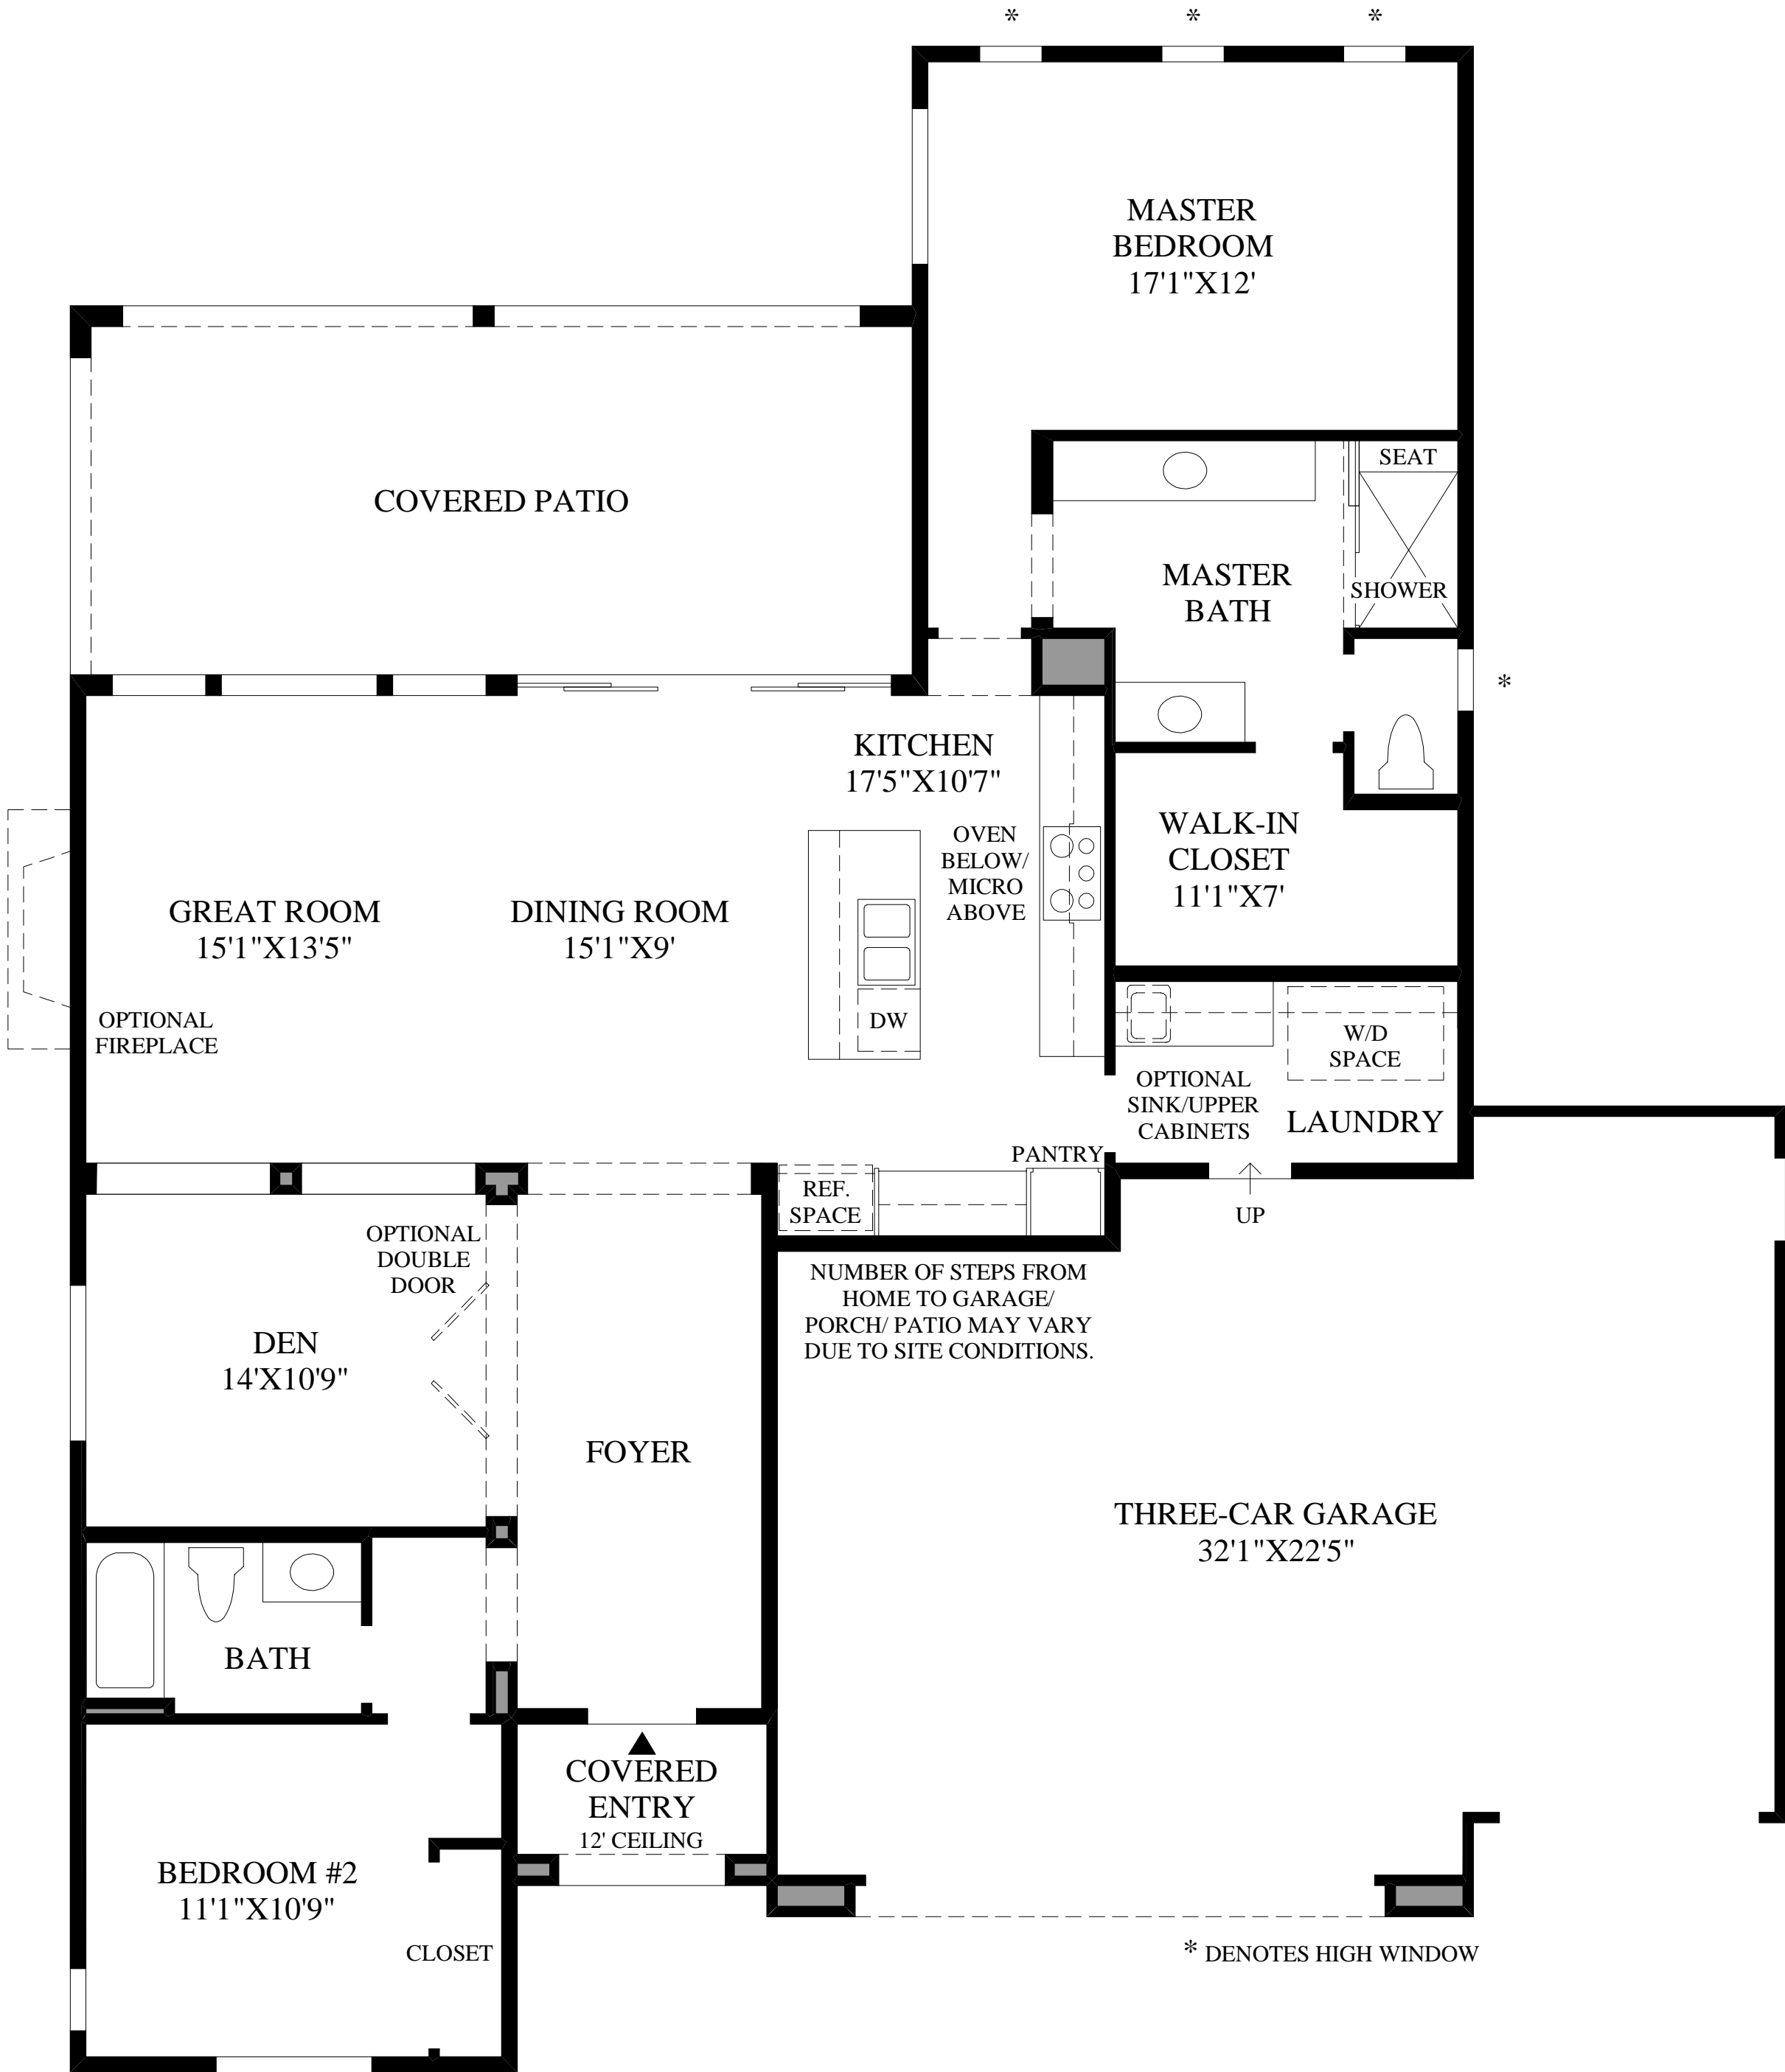 * * *
MASTER
BEDROOM
17'1"X12'
COVERED PATIO
SEAT
SHOWER
MASTER
BATH
*
KITCHEN
17'5"X10'7"
OVEN
BELOW/
MICRO
ABOVE
WALK-IN
CLOSET
11'1"X7'
GREAT ROOM
15'1"X13'5"
DINING ROOM
15'1"X9'
OPTIONAL
FIREPLACE
DW
W/D
SPACE
OPTIONAL
SINK/UPPER
CABINETS
LAUNDRY
PANTRY
REF.
SPACE
UP
OPTIONAL
DOUBLE
DOOR
NUMBER OF STEPS FROM
HOME TO GARAGE/
PORCH/ PATIO MAY VARY
DUE TO SITE CONDITIONS.
DEN
14'X10'9"
FOYER
THREE-CAR GARAGE
32'1"X22'5"
BATH
COVERED
ENTRY
12' CEILING
BEDROOM #2
11'1"X10'9"
CLOSET
* DENOTES HIGH WINDOW